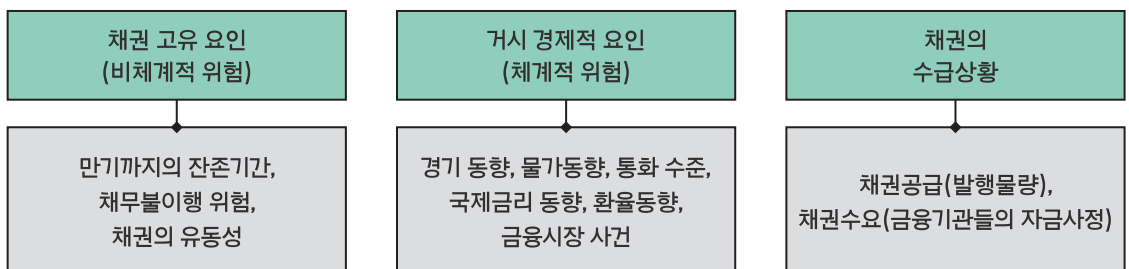 채권 고유 요인
(비체계적 위험)
만기까지의 잔존기간,
채무불이행 위험,
채권의 유동성
거시 경제적 요인
(체계적 위험)
경기 동향, 물가동향, 통화 수준,
국제금리 동향, 환율동향,
금융시장 사건
채권의
수급상황
채권공급(발행물량),
채권수요(금융기관들의 자금사정)